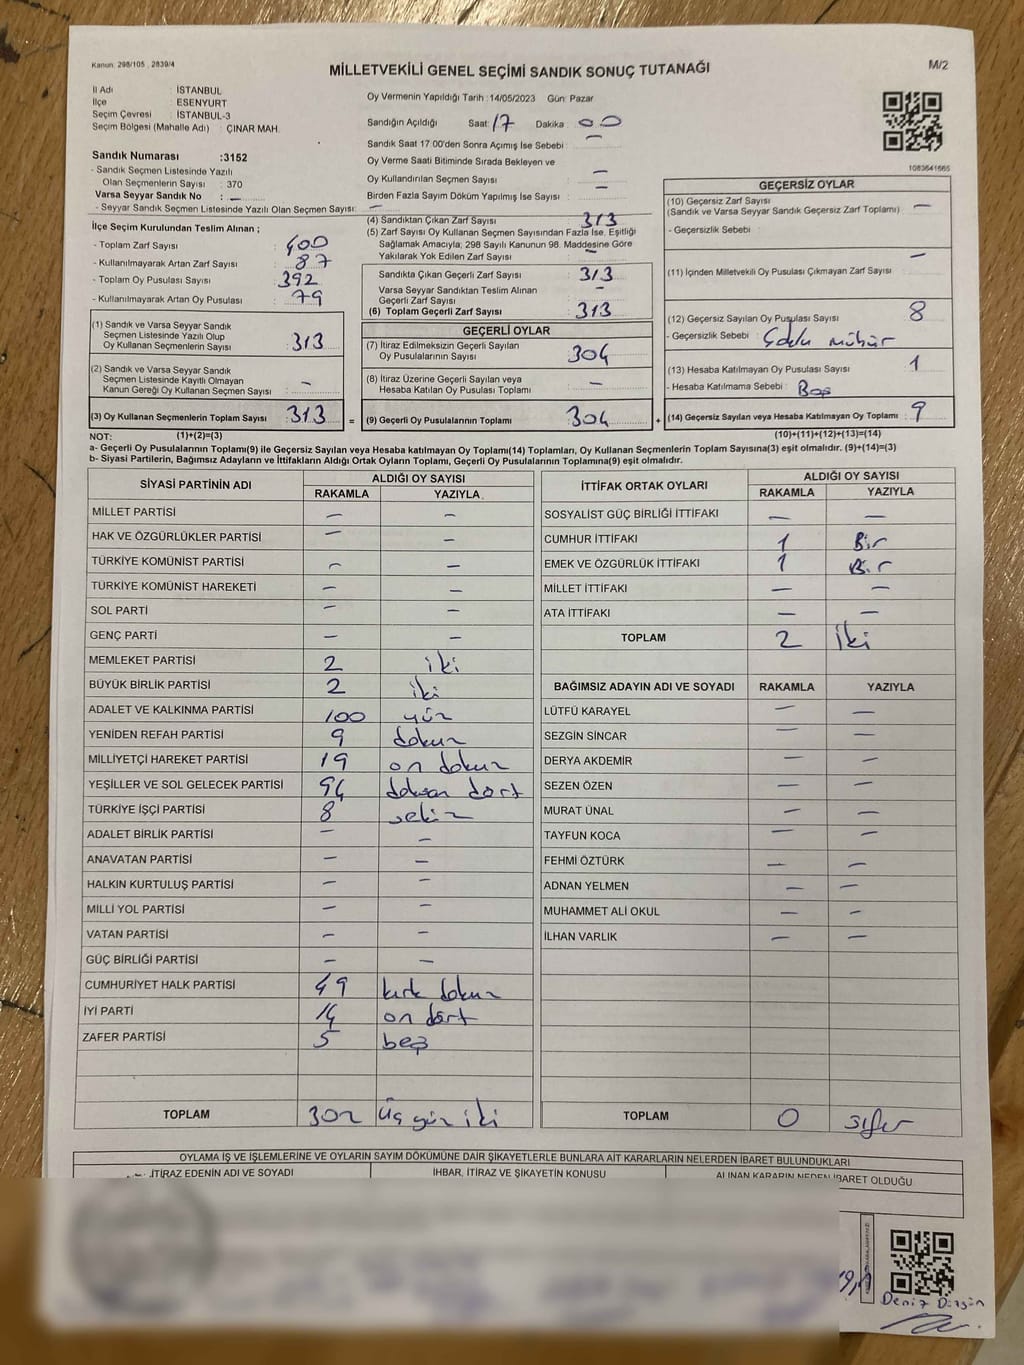 Kanun: 298/105 , 2839/4
MİLLETVEKİLİ GENEL SEÇİMİ SANDIK SONUÇ TUTANAĞI
M/2
İl Adı : İSTANBUL
İlçe : ESENYURT
Seçim Çevresi : İSTANBUL-3
Seçim Bölgesi (Mahalle Adı) : ÇINAR MAH.
Sandık Numarası :3152
- Sandık Seçmen Listesinde Yazılı
Olan Seçmenlerin Sayısı : 370
Varsa Seyyar Sandık No : –
- Seyyar Sandık Seçmen Listesinde Yazılı Olan Seçmen Sayısı: –
Oy Vermenin Yapıldığı Tarih :14/05/2023 Gün: Pazar
Sandığın Açıldığı Saat: 17 Dakika : 00
Sandık Saat 17:00'den Sonra Açımış İse Sebebi : –
Oy Verme Saati Bitiminde Sırada Bekleyen ve
Oy Kullandırılan Seçmen Sayısı : –
Birden Fazla Sayım Döküm Yapılmış İse Sayısı : –
1083641665
İlçe Seçim Kurulundan Teslim Alınan ;
- Toplam Zarf Sayısı : 400
- Kullanılmayarak Artan Zarf Sayısı : 87
- Toplam Oy Pusulası Sayısı : 392
- Kullanılmayarak Artan Oy Pusulası : 79
(1) Sandık ve Varsa Seyyar Sandık
Seçmen Listesinde Yazılı Olup
Oy Kullanan Seçmenlerin Sayısı : 313
(2) Sandık ve Varsa Seyyar Sandık
Seçmen Listesinde Kayıtlı Olmayan
Kanun Gereği Oy Kullanan Seçmen Sayısı : –
(3) Oy Kullanan Seçmenlerin Toplam Sayısı : 313
(4) Sandıktan Çıkan Zarf Sayısı : 313
(5) Zarf Sayısı Oy Kullanan Seçmen Sayısından Fazla İse, Eşitliği
Sağlamak Amacıyla; 298 Sayılı Kanunun 98. Maddesine Göre
Yakılarak Yok Edilen Zarf Sayısı : –
Sandıkta Çıkan Geçerli Zarf Sayısı : 313
Varsa Seyyar Sandıktan Teslim Alınan
Geçerli Zarf Sayısı : –
(6) Toplam Geçerli Zarf Sayısı : 313
GEÇERLİ OYLAR
(7) İtiraz Edilmeksizin Geçerli Sayılan
Oy Pusulalarının Sayısı : 304
(8) İtiraz Üzerine Geçerli Sayılan veya
Hesaba Katılan Oy Pusulası Toplamı : –
= (9) Geçerli Oy Pusulalarının Toplamı : 304
GEÇERSİZ OYLAR
(10) Geçersiz Zarf Sayısı
(Sandık ve Varsa Seyyar Sandık Geçersiz Zarf Toplamı) : –
- Geçersizlik Sebebi :
(11) İçinden Milletvekili Oy Pusulası Çıkmayan Zarf Sayısı : –
(12) Geçersiz Sayılan Oy Pusulası Sayısı : 8
- Geçersizlik Sebebi : mühür
(13) Hesaba Katılmayan Oy Pusulası Sayısı : 1
- Hesaba Katılmama Sebebi : Boş
+ (14) Geçersiz Sayılan veya Hesaba Katılmayan Oy Toplamı : 9
NOT: (1)+(2)=(3)
(10)+(11)+(12)+(13)=(14)
a- Geçerli Oy Pusulalarının Toplamı(9) ile Geçersiz Sayılan veya Hesaba katılmayan Oy Toplamı(14) Toplamları, Oy Kullanan Seçmenlerin Toplam Sayısına(3) eşit olmalıdır. (9)+(14)=(3)
b- Siyasi Partilerin, Bağımsız Adayların ve İttifakların Aldığı Ortak Oyların Toplamı, Geçerli Oy Pusulalarının Toplamına(9) eşit olmalıdır.
SİYASİ PARTİNİN ADI ALDIĞI OY SAYISI
RAKAMLA YAZIYLA
MİLLET PARTİSİ – –
HAK VE ÖZGÜRLÜKLER PARTİSİ – –
TÜRKİYE KOMÜNİST PARTİSİ – –
TÜRKİYE KOMÜNİST HAREKETİ – –
SOL PARTİ – –
GENÇ PARTİ – –
MEMLEKET PARTİSİ 2 iki
BÜYÜK BİRLİK PARTİSİ 2 iki
ADALET VE KALKINMA PARTİSİ 100 yüz
YENİDEN REFAH PARTİSİ 9 dokuz
MİLLİYETÇİ HAREKET PARTİSİ 19 on dokuz
YEŞİLLER VE SOL GELECEK PARTİSİ 94 doksan dört
TÜRKİYE İŞÇİ PARTİSİ 8 sekiz
ADALET BİRLİK PARTİSİ – –
ANAVATAN PARTİSİ – –
HALKIN KURTULUŞ PARTİSİ – –
MİLLİ YOL PARTİSİ – –
VATAN PARTİSİ – –
GÜÇ BİRLİĞİ PARTİSİ – –
CUMHURİYET HALK PARTİSİ 49 kırk dokuz
İYİ PARTİ 14 on dört
ZAFER PARTİSİ 5 beş
TOPLAM 302 Üç yüz iki
İTTİFAK ORTAK OYLARI ALDIĞI OY SAYISI
RAKAMLA YAZIYLA
SOSYALİST GÜÇ BİRLİĞİ İTTİFAKI – –
CUMHUR İTTİFAKI 1 Bir
EMEK VE ÖZGÜRLÜK İTTİFAKI 1 Bir
MİLLET İTTİFAKI – –
ATA İTTİFAKI – –
TOPLAM 2 iki
BAĞIMSIZ ADAYIN ADI VE SOYADI RAKAMLA YAZIYLA
LÜTFÜ KARAYEL – –
SEZGİN SİNCAR – –
DERYA AKDEMİR – –
SEZEN ÖZEN – –
MURAT ÜNAL – –
TAYFUN KOCA – –
FEHMİ ÖZTÜRK – –
ADNAN YELMEN – –
MUHAMMET ALİ OKUL – –
İLHAN VARLIK – –
TOPLAM 0 sıfır
OYLAMA İŞ VE İŞLEMLERİNE VE OYLARIN SAYIM DÖKÜMÜNE DAİR ŞİKAYETLERLE BUNLARA AİT KARARLARIN NELERDEN İBARET BULUNDUKLARI
İTİRAZ EDENİN ADI VE SOYADI İHBAR, İTİRAZ VE ŞİKAYETİN KONUSU ALINAN KARARIN NEDEN İBARET OLDUĞU
Deniz